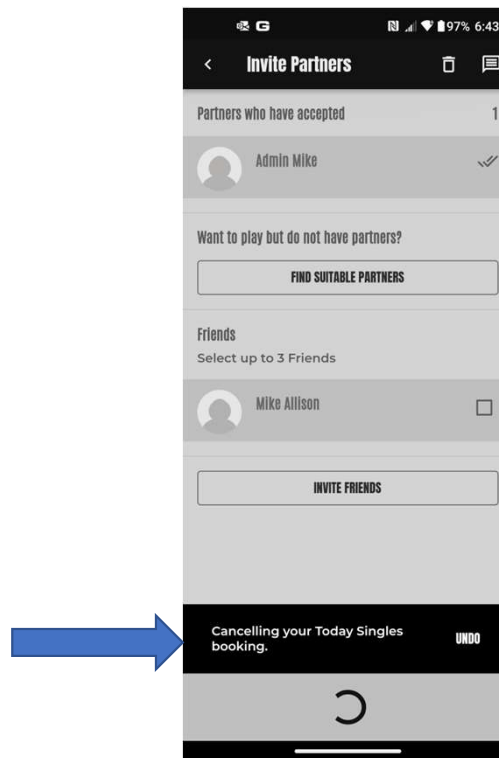 G 97% 6:43
Invite Partners
Partners who have accepted 1
Admin Mike
Want to play but do not have partners?
FIND SUITABLE PARTNERS
Friends
Select up to 3 Friends
Mike Allison
INVITE FRIENDS
Cancelling your Today Singles
booking.
UNDO